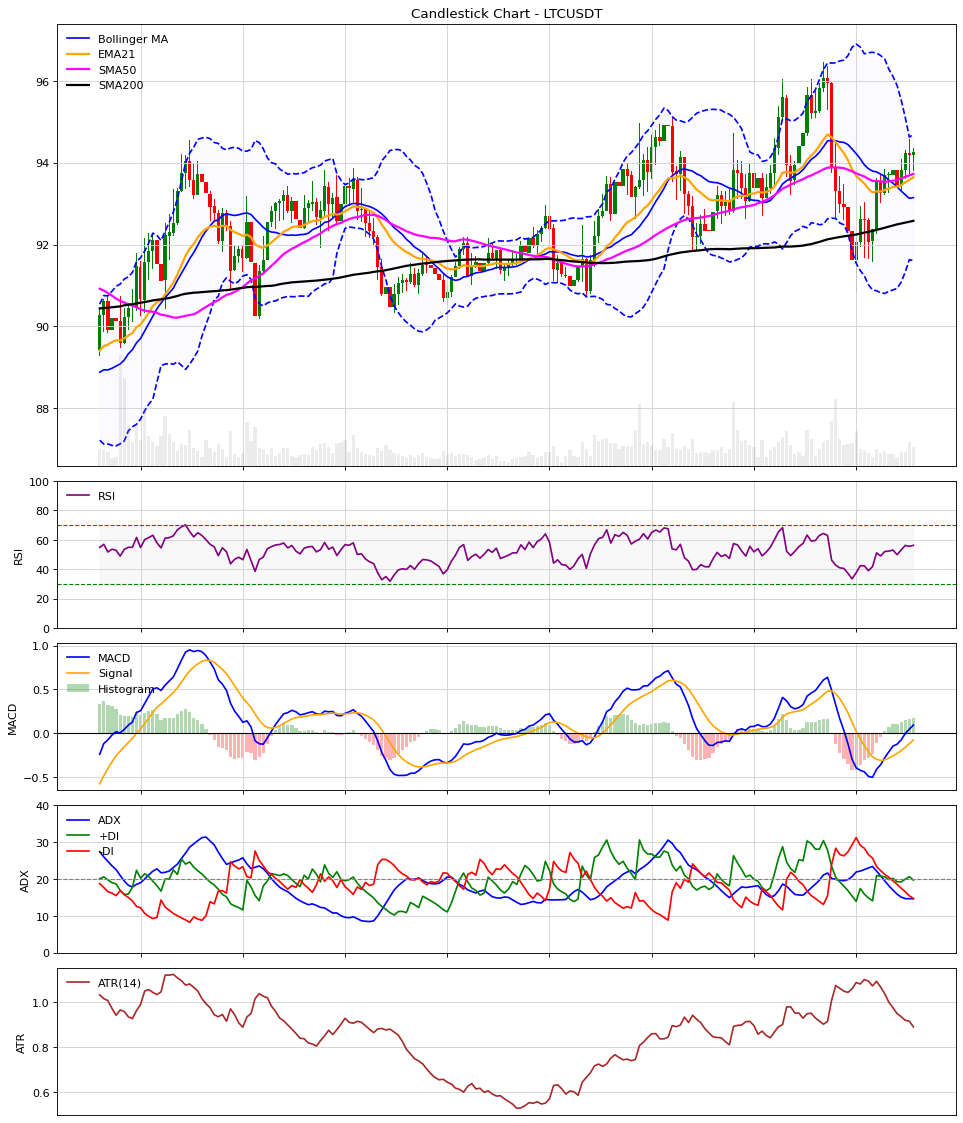 Candlestick Chart - LTCUSDT
Bollinger MA
EMA21
SMA50
SMA200
96
94
92
90
88
RSI
100
80
60
40
20
0
RSI
MACD
Signal
Histogram
1.0
0.5
0.0
−0.5
MACD
ADX
+DI
-DI
40
30
20
10
0
ADX
ATR(14)
1.0
0.8
0.6
ATR